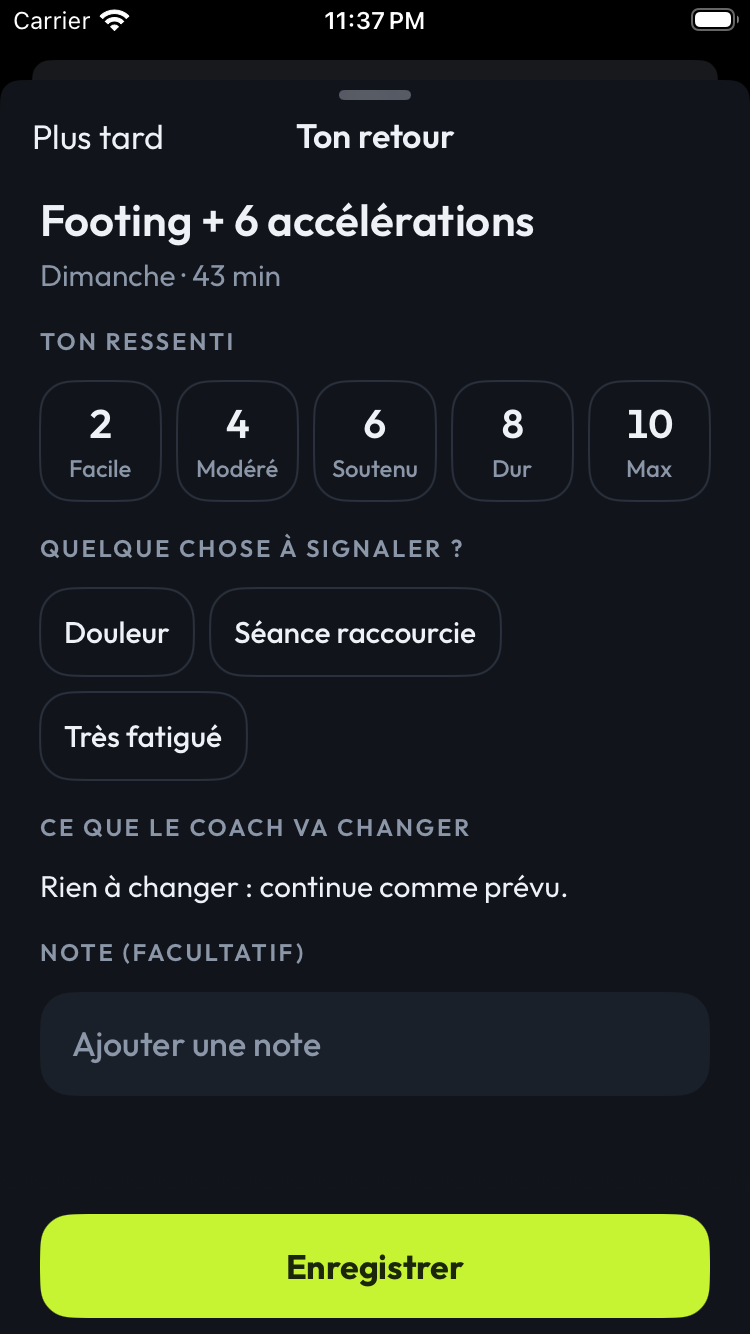 Carrier 11:37 PM
Plus tard Ton retour
Footing + 6 accélérations
Dimanche · 43 min
TON RESSENTI
2 4 6 8 10
Facile Modéré Soutenu Dur Max
QUELQUE CHOSE À SIGNALER ?
Douleur Séance raccourcie
Très fatigué
CE QUE LE COACH VA CHANGER
Rien à changer : continue comme prévu.
NOTE (FACULTATIF)
Ajouter une note
Enregistrer